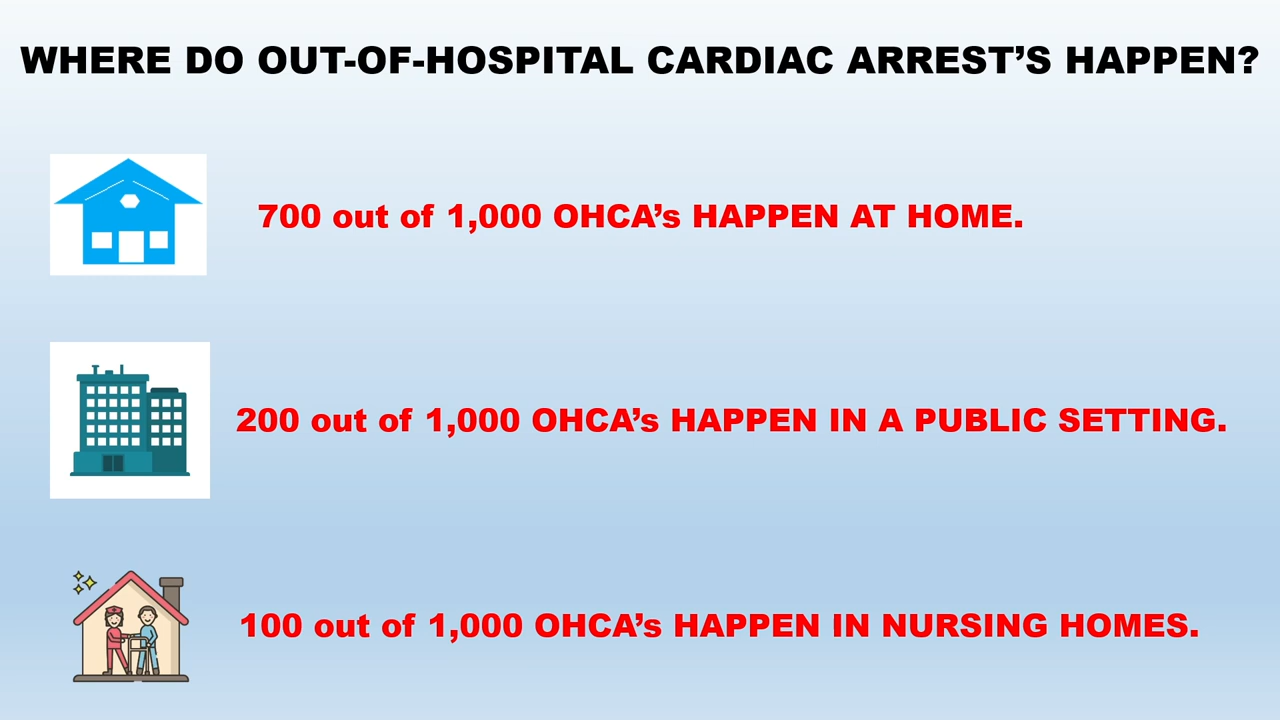 WHERE DO OUT-OF-HOSPITAL CARDIAC ARREST’S HAPPEN?
700 out of 1,000 OHCA’s HAPPEN AT HOME.
200 out of 1,000 OHCA’s HAPPEN IN A PUBLIC SETTING.
100 out of 1,000 OHCA’s HAPPEN IN NURSING HOMES.